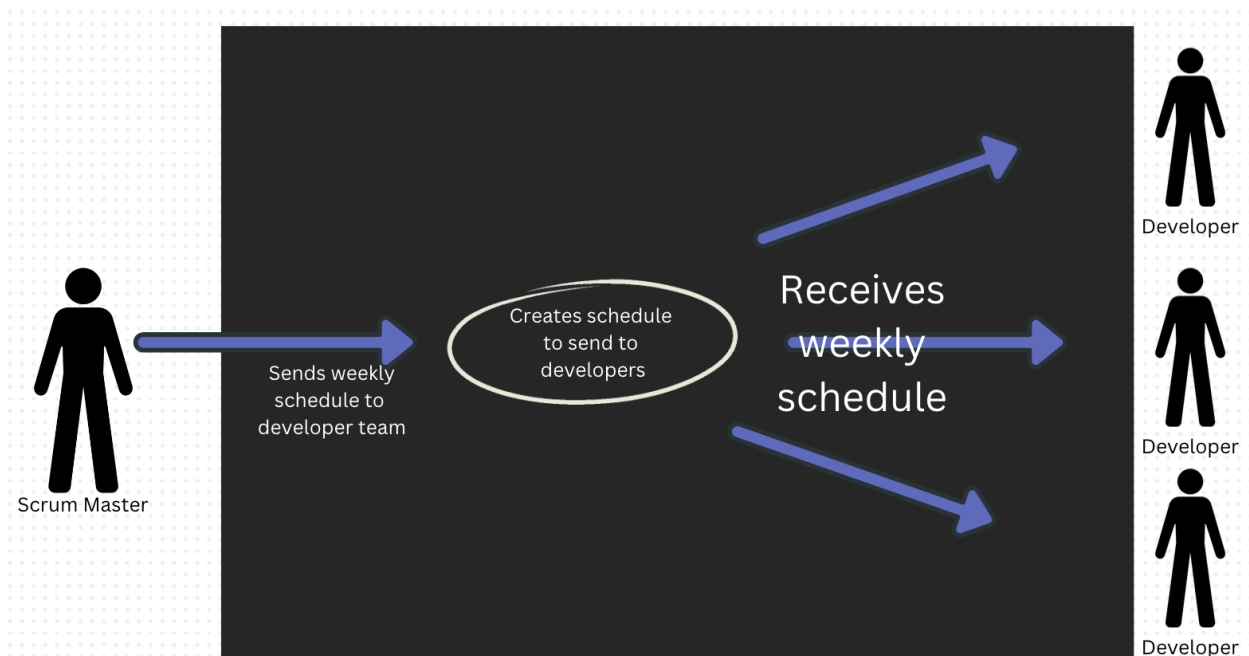 Scrum Master
Sends weekly
schedule to
developer team
Creates schedule
to send to
developers
Receives
weekly
schedule
Developer
Developer
Developer